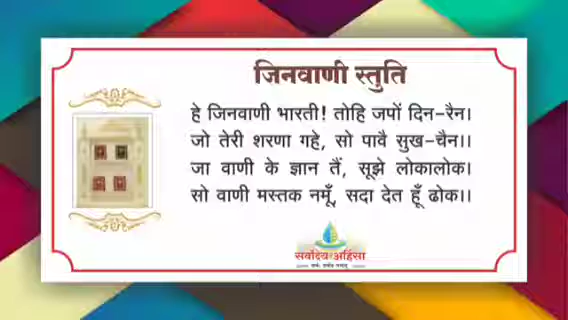 जिनवाणी स्तुति
हे जिनवाणी भारती! तोहि जपों दिन-रैन।
जो तेरी शरणा गहे, सो पावै सुख-चैन।।
जा वाणी के ज्ञान तैं, सूझे लोकालोक।
सो वाणी मस्तक नमूँ, सदा देत हूँ ढोक।।
सर्वोदय अहिंसा